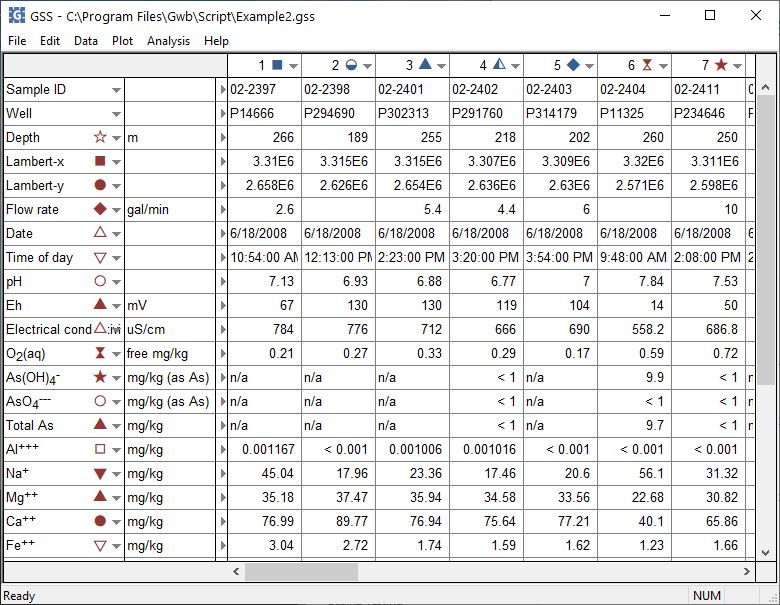 GSS - C:\Program Files\Gwb\Script\Example2.gss
File Edit Data Plot Analysis Help
1 2 3 4 5 6 7
Sample ID 02-2397 02-2398 02-2401 02-2402 02-2403 02-2404 02-2411
Well P14666 P294690 P302313 P291760 P314179 P11325 P234646
Depth m 266 189 255 218 202 260 250
Lambert-x 3.31E6 3.315E6 3.315E6 3.307E6 3.309E6 3.32E6 3.311E6
Lambert-y 2.658E6 2.626E6 2.654E6 2.636E6 2.63E6 2.571E6 2.598E6
Flow rate gal/min 2.6 5.4 4.4 6 10
Date 6/18/2008 6/18/2008 6/18/2008 6/18/2008 6/18/2008 6/18/2008 6/18/2008
Time of day 10:54:00 AM 12:13:00 PM 2:23:00 PM 3:20:00 PM 3:54:00 PM 9:48:00 AM 2:08:00 PM
pH 7.13 6.93 6.88 6.77 7 7.84 7.53
Eh mV 67 130 130 119 104 14 50
Electrical cond uS/cm 784 776 712 666 690 558.2 686.8
O₂(aq) free mg/kg 0.21 0.27 0.33 0.29 0.17 0.59 0.72
As(OH)₄- mg/kg (as As) n/a n/a n/a < 1 n/a 9.9 < 1
AsO₄--- mg/kg (as As) n/a n/a n/a < 1 n/a < 1 < 1
Total As mg/kg n/a n/a n/a < 1 n/a 9.7 < 1
Al+++ mg/kg 0.001167 < 0.001 0.001006 0.001016 < 0.001 < 0.001 < 0.001
Na+ mg/kg 45.04 17.96 23.36 17.46 20.6 56.1 31.32
Mg++ mg/kg 35.18 37.47 35.94 34.58 33.56 22.68 30.82
Ca++ mg/kg 76.99 89.77 76.94 75.64 77.21 40.1 65.86
Fe++ mg/kg 3.04 2.72 1.74 1.59 1.62 1.23 1.66
Ready NUM